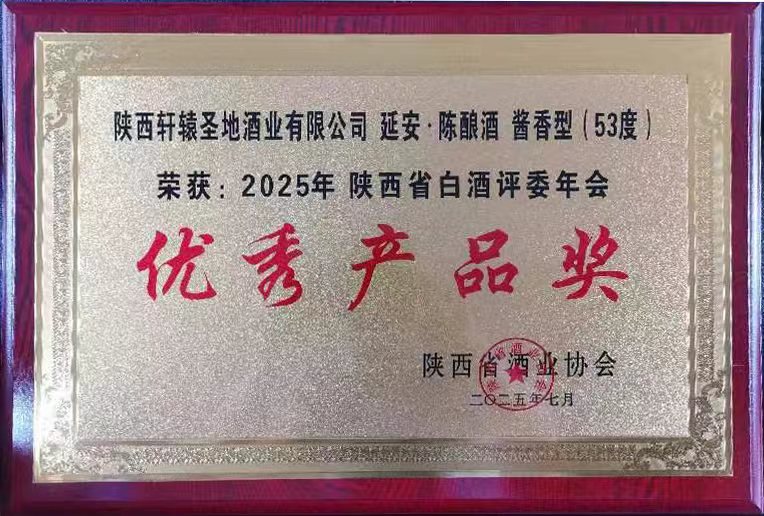 陕西轩辕圣地酒业有限公司 延安·陈酿酒 酱香型（53度）
荣获：2025年 陕西省白酒评委年会
优秀产品奖
陕西省酒业协会
二〇二五年七月